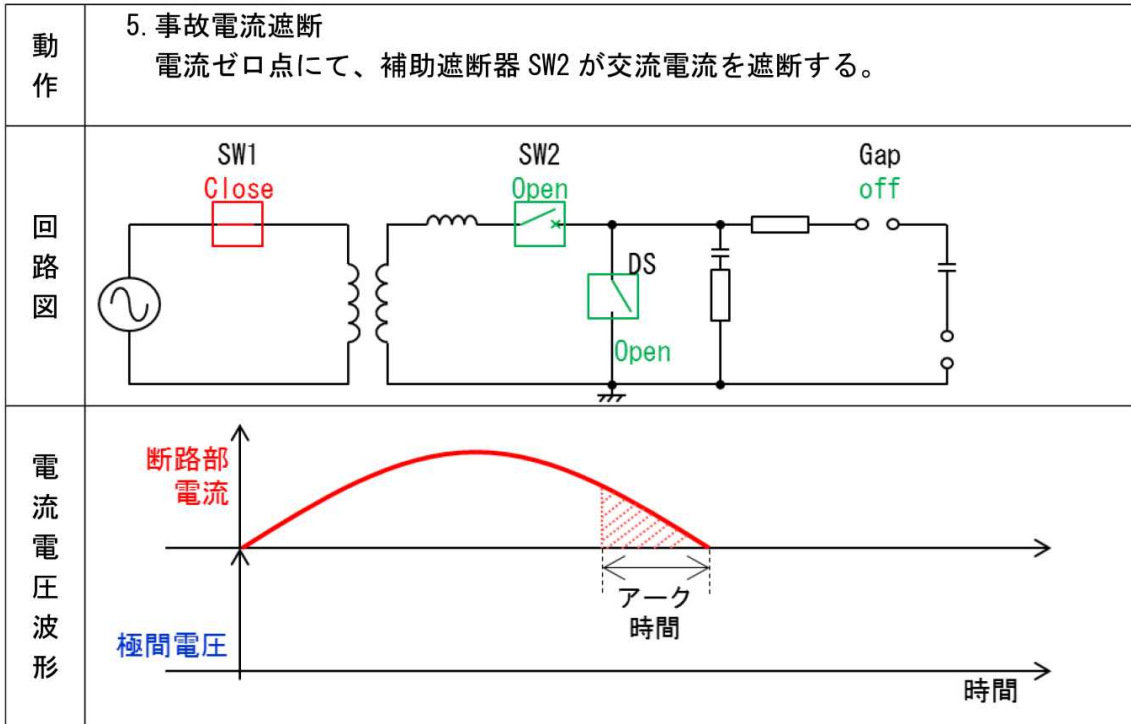 動作
5. 事故電流遮断
電流ゼロ点にて、補助遮断器 SW2 が交流電流を遮断する。
回路図
SW1
Close
SW2
Open
Gap
off
DS
Open
電流電圧波形
断路部
電流
アーク
時間
極間電圧
時間